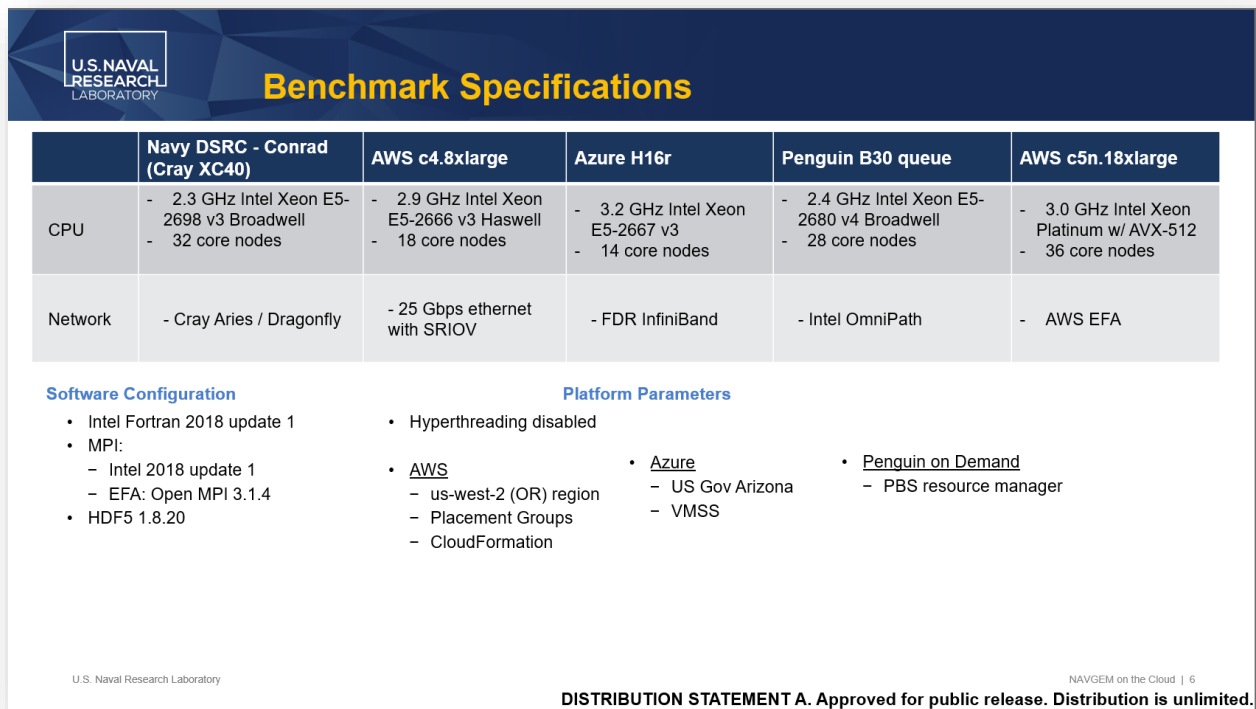 U.S. NAVAL
RESEARCH
LABORATORY
Benchmark Specifications
Navy DSRC - Conrad
(Cray XC40)
AWS c4.8xlarge
Azure H16r
Penguin B30 queue
AWS c5n.18xlarge
CPU
- 2.3 GHz Intel Xeon E5-
2698 v3 Broadwell
- 32 core nodes
- 2.9 GHz Intel Xeon
E5-2666 v3 Haswell
- 18 core nodes
- 3.2 GHz Intel Xeon
E5-2667 v3
- 14 core nodes
- 2.4 GHz Intel Xeon E5-
2680 v4 Broadwell
- 28 core nodes
- 3.0 GHz Intel Xeon
Platinum w/ AVX-512
- 36 core nodes
Network
- Cray Aries / Dragonfly
- 25 Gbps ethernet
with SRIOV
- FDR InfiniBand
- Intel OmniPath
- AWS EFA
Software Configuration
• Intel Fortran 2018 update 1
• MPI:
− Intel 2018 update 1
− EFA: Open MPI 3.1.4
• HDF5 1.8.20
Platform Parameters
• Hyperthreading disabled
• AWS
− us-west-2 (OR) region
− Placement Groups
− CloudFormation
• Azure
− US Gov Arizona
− VMSS
• Penguin on Demand
− PBS resource manager
U.S. Naval Research Laboratory
NAVGEM on the Cloud | 6
DISTRIBUTION STATEMENT A. Approved for public release. Distribution is unlimited.